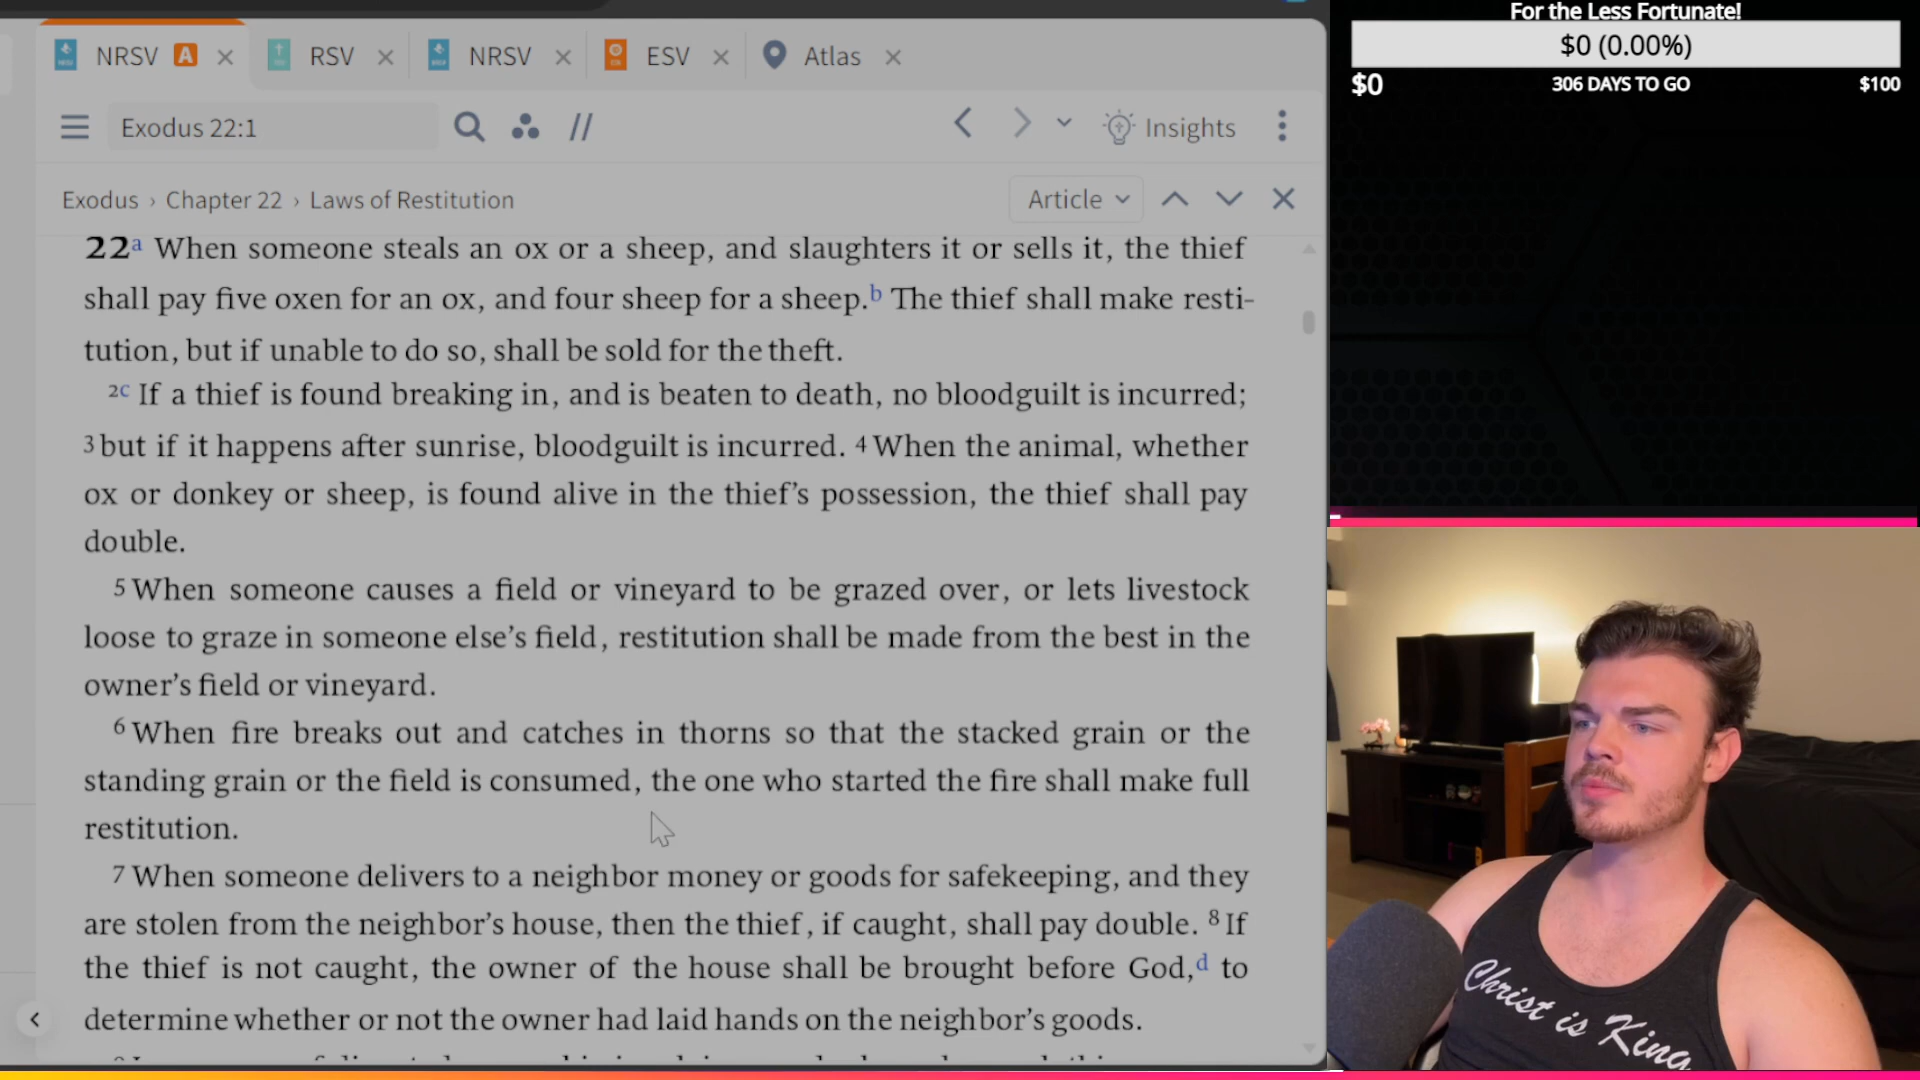 NRSV A RSV NRSV ESV Atlas
Exodus 22:1 // Insights
Exodus › Chapter 22 › Laws of Restitution Article
22a When someone steals an ox or a sheep, and slaughters it or sells it, the thief
shall pay five oxen for an ox, and four sheep for a sheep.b The thief shall make resti-
tution, but if unable to do so, shall be sold for the theft.
2c If a thief is found breaking in, and is beaten to death, no bloodguilt is incurred;
3 but if it happens after sunrise, bloodguilt is incurred. 4 When the animal, whether
ox or donkey or sheep, is found alive in the thief's possession, the thief shall pay
double.
5 When someone causes a field or vineyard to be grazed over, or lets livestock
loose to graze in someone else's field, restitution shall be made from the best in the
owner's field or vineyard.
6 When fire breaks out and catches in thorns so that the stacked grain or the
standing grain or the field is consumed, the one who started the fire shall make full
restitution.
7 When someone delivers to a neighbor money or goods for safekeeping, and they
are stolen from the neighbor's house, then the thief, if caught, shall pay double. 8 If
the thief is not caught, the owner of the house shall be brought before God,d to
determine whether or not the owner had laid hands on the neighbor's goods.
For the Less Fortunate!
$0 (0.00%)
$0 306 DAYS TO GO $100
Christ is King